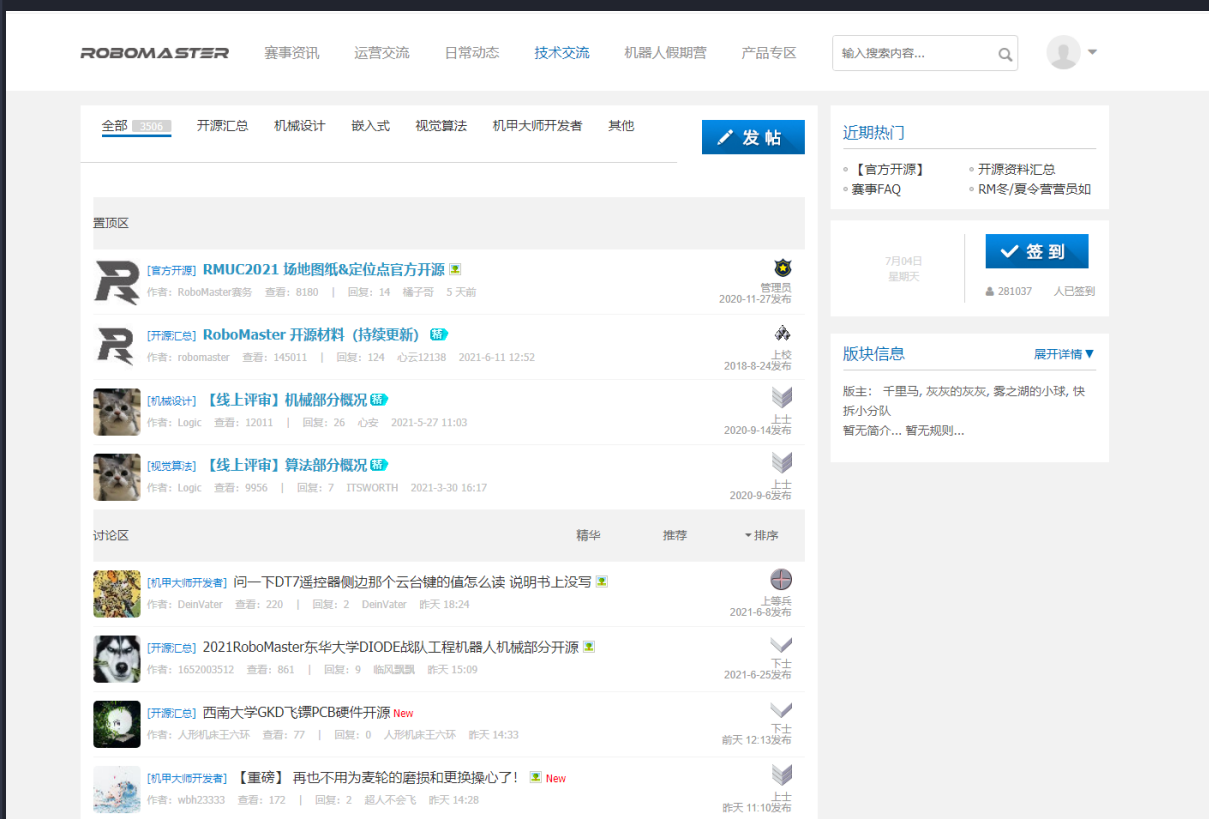 ROBOMASTER 赛事资讯 运营交流 日常动态 技术交流 机器人假期营 产品专区 输入搜索内容...
全部 3506 开源汇总 机械设计 嵌入式 视觉算法 机甲大师开发者 其他
发帖
置顶区
[官方开源] RMUC2021 场地图纸&定位点官方开源
作者: RoboMaster赛务 查看: 8180 | 回复: 14 橘子哥 5 天前
管理员
2020-11-27发布
[开源汇总] RoboMaster 开源材料（持续更新） 精
作者: robomaster 查看: 145011 | 回复: 124 心云12138 2021-6-11 12:52
上校
2018-8-24发布
[机械设计] 【线上评审】机械部分概况 精
作者: Logic 查看: 12011 | 回复: 26 心安 2021-5-27 11:03
上士
2020-9-14发布
[视觉算法] 【线上评审】算法部分概况 精
作者: Logic 查看: 9956 | 回复: 7 ITSWORTH 2021-3-30 16:17
上士
2020-9-6发布
讨论区 精华 推荐 排序
[机甲大师开发者] 问一下DT7遥控器侧边那个云台键的值怎么读 说明书上没写
作者: DeinVater 查看: 220 | 回复: 2 DeinVater 昨天 18:24
上等兵
2021-6-8发布
[开源汇总] 2021RoboMaster东华大学DIODE战队工程机器人机械部分开源
作者: 1652003512 查看: 861 | 回复: 9 临风飘飘 昨天 15:09
下士
2021-6-25发布
[开源汇总] 西南大学GKD飞镖PCB硬件开源 New
作者: 人形机床王六环 查看: 77 | 回复: 0 人形机床王六环 昨天 14:33
下士
前天 12:13发布
[机甲大师开发者] 【重磅】 再也不用为麦轮的磨损和更换操心了！ New
作者: wbh23333 查看: 172 | 回复: 2 超人不会飞 昨天 14:28
上士
昨天 11:10发布
近期热门
【官方开源】 开源资料汇总
赛事FAQ RM冬/夏令营营员如
7月04日
星期天
签到
281037 人已签到
版块信息 展开详情▼
版主： 千里马, 灰灰的灰灰, 雾之湖的小球, 快
拆小分队
暂无简介... 暂无规则...